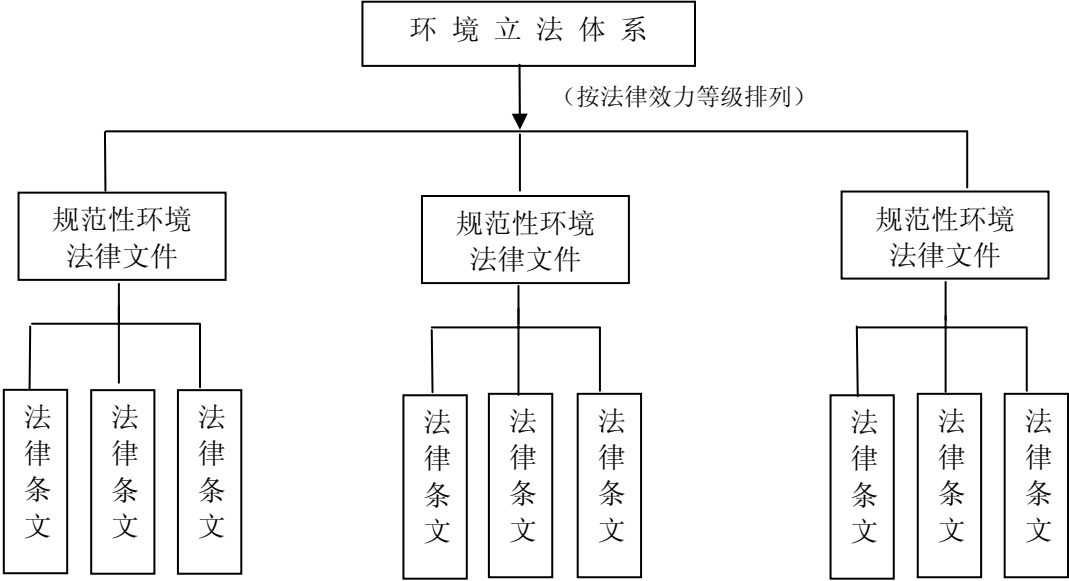 环 境 立 法 体 系
（按法律效力等级排列）
规范性环境
法律文件
规范性环境
法律文件
规范性环境
法律文件
法律条文
法律条文
法律条文
法律条文
法律条文
法律条文
法律条文
法律条文
法律条文